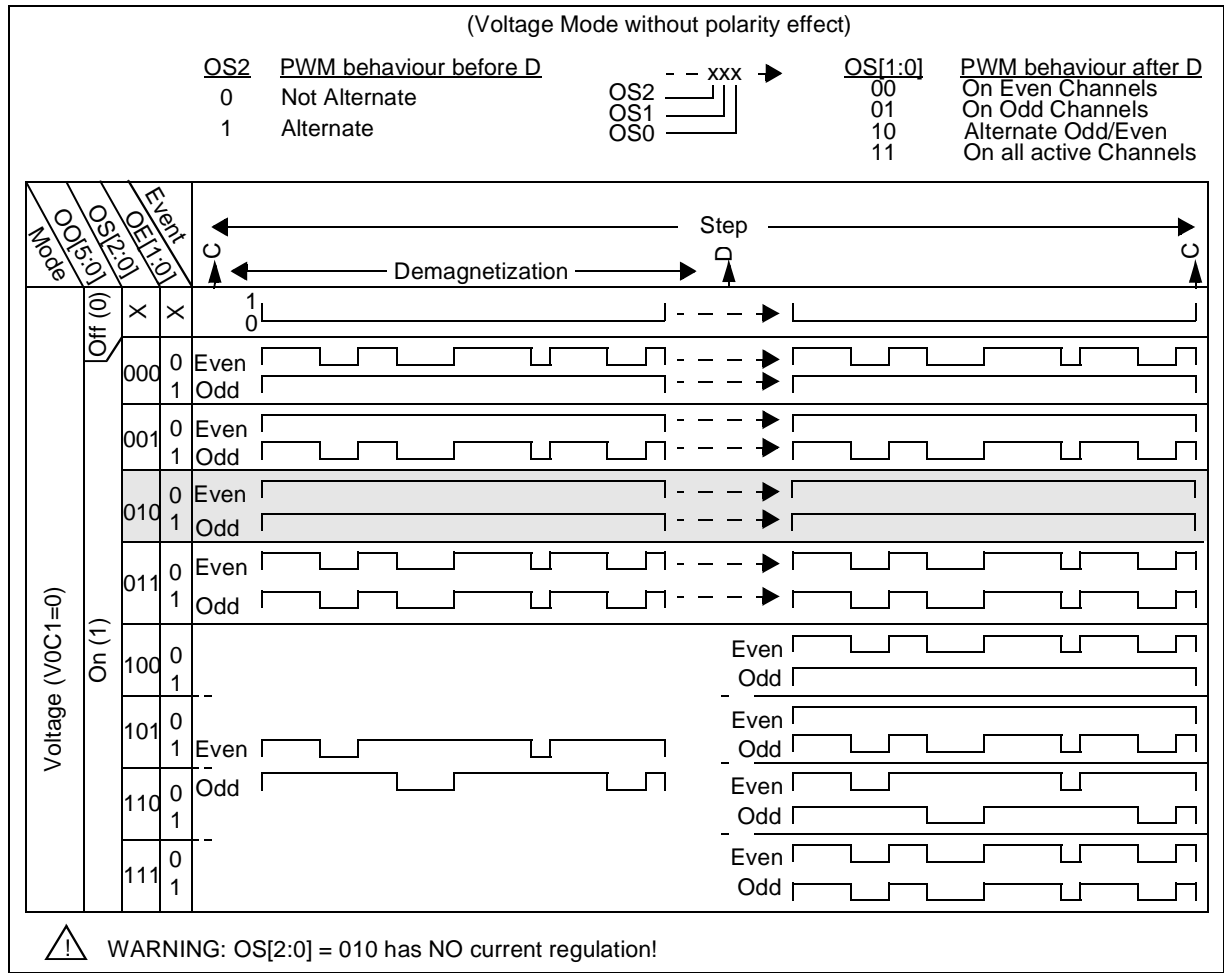 (Voltage Mode without polarity effect)
OS2 PWM behaviour before D
0 Not Alternate
1 Alternate
xxx
OS2
OS1
OS0
OS[1:0] PWM behaviour after D
00 On Even Channels
01 On Odd Channels
10 Alternate Odd/Even
11 On all active Channels
Mode
OO[5:0]
OS[2:0]
OE[1:0]
Event
C
Step
D
C
Demagnetization
Voltage (V0C1=0)
Off (0)
X
X
1
0
On (1)
000
0 Even
1 Odd
001
0 Even
1 Odd
010
0 Even
1 Odd
011
0 Even
1 Odd
100
0
1
Even
Odd
101
0
1 Even
Even
Odd
110
0 Odd
1
Even
Odd
111
0
1
Even
Odd
! WARNING: OS[2:0] = 010 has NO current regulation!